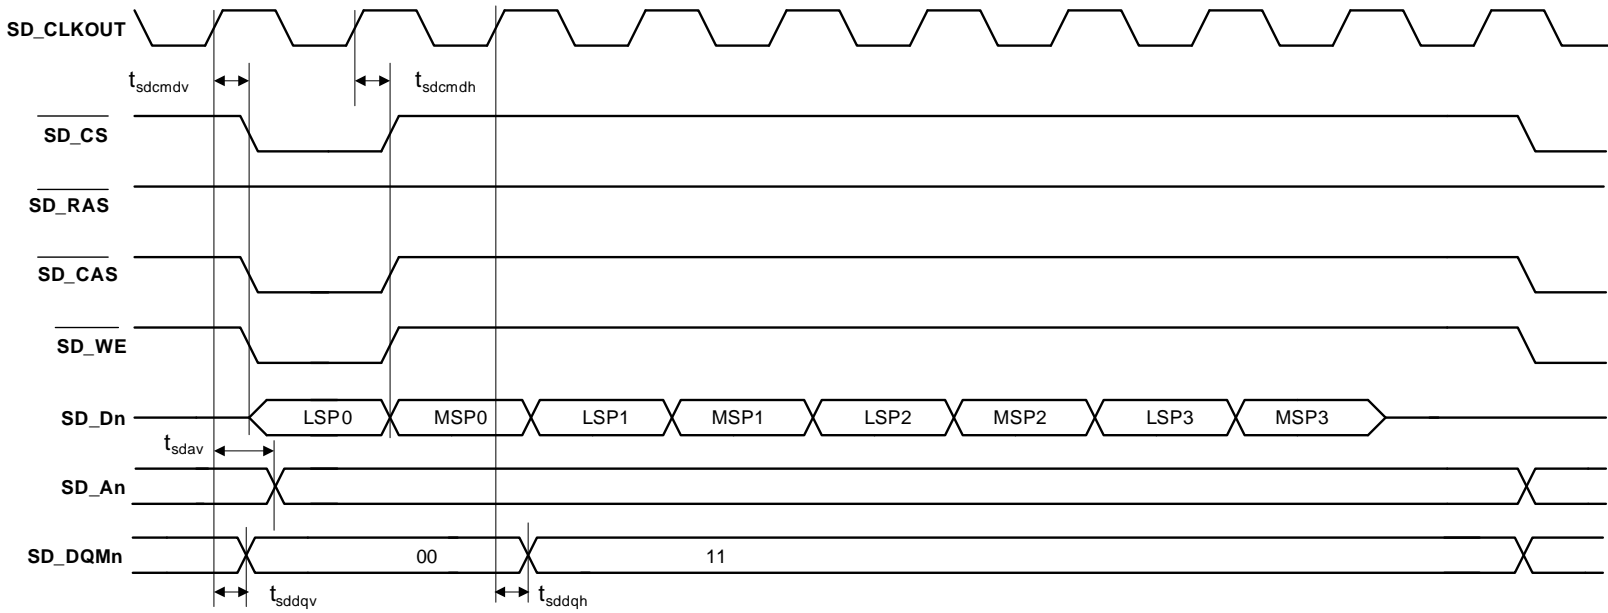 SD_CLKOUT
tsdcmdv
tsdcmdh
SD_CS
SD_RAS
SD_CAS
SD_WE
SD_Dn LSP0 MSP0 LSP1 MSP1 LSP2 MSP2 LSP3 MSP3
tsdav
SD_An
SD_DQMn 00 11
tsddqv
tsddqh